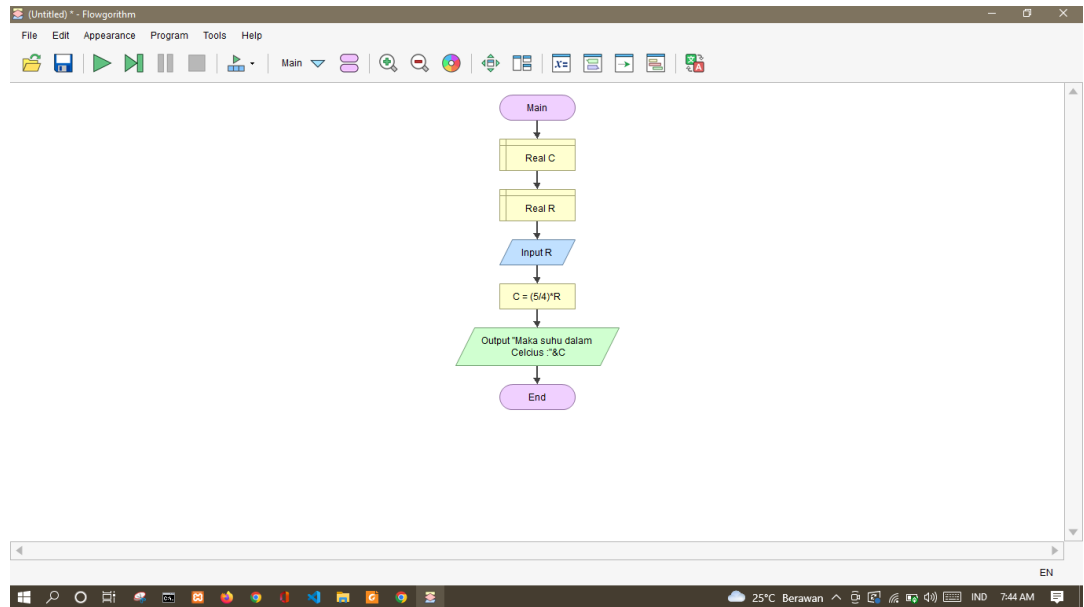 (Untitled) * - Flowgorithm
File Edit Appearance Program Tools Help
Main
x=
Main
Real C
Real R
Input R
C = (5/4)*R
Output "Maka suhu dalam
Celcius :"&C
End
EN
25°C Berawan IND 7:44 AM